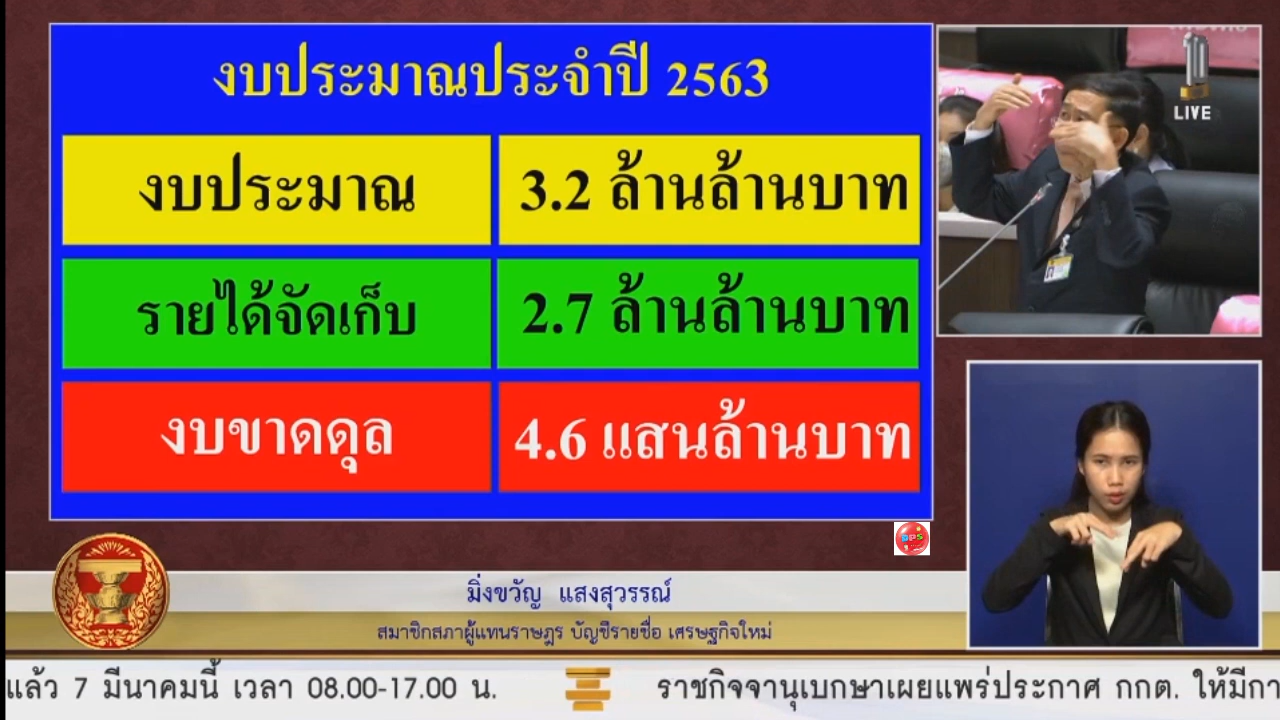 งบประมาณประจำปี 2563
งบประมาณ 3.2 ล้านล้านบาท
รายได้จัดเก็บ 2.7 ล้านล้านบาท
งบขาดดุล 4.6 แสนล้านบาท
LIVE
DPS
มิ่งขวัญ แสงสุวรรณ์
สมาชิกสภาผู้แทนราษฎร บัญชีรายชื่อ เศรษฐกิจใหม่
แล้ว 7 มีนาคมนี้ เวลา 08.00-17.00 น. ราชกิจจานุเบกษาเผยแพร่ประกาศ กกต. ให้มีกา